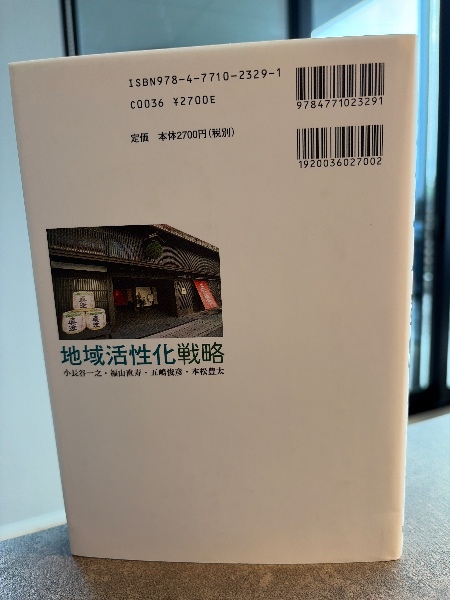 ISBN978-4-7710-2329-1
C0036 ¥2700E
定価 本体2700円(税別)
9784771023291
1920036027002
地域活性化戦略
小長谷一之・福山直寿・五嶋俊彦・本松豊太